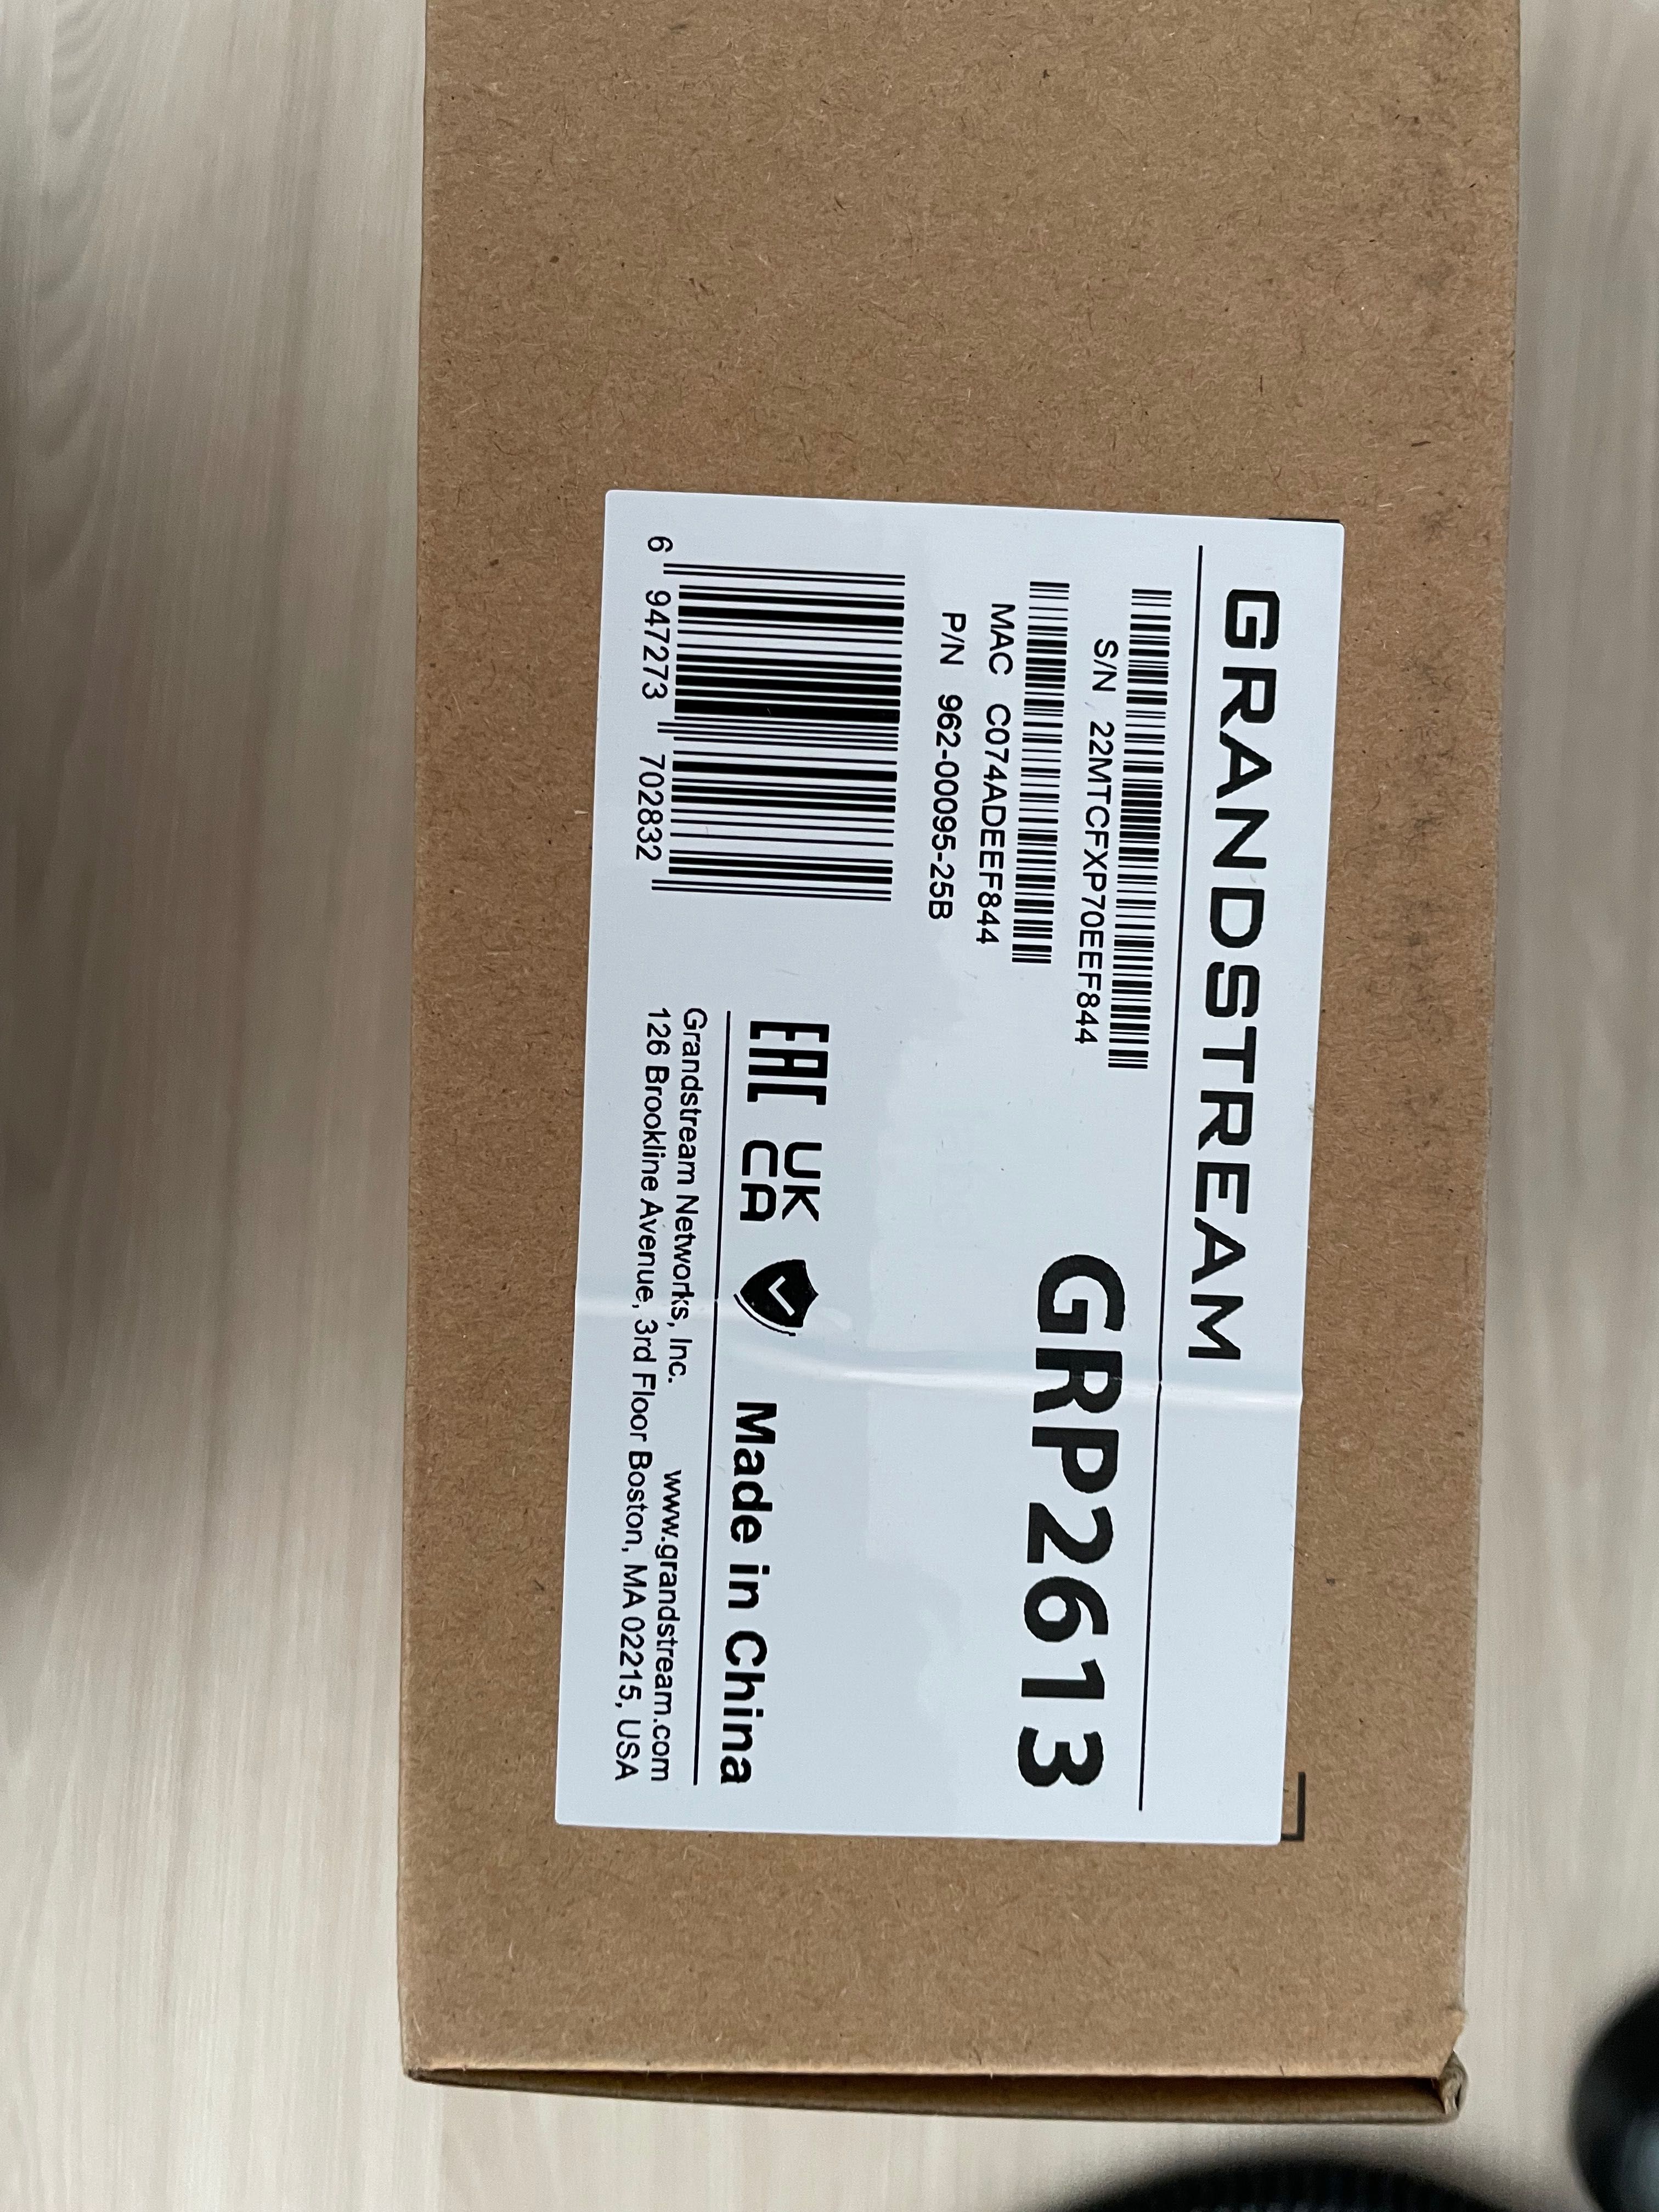 GRANDSTREAM
S/N 22MTCFXP70EEF844
GRP2613
MAC C074ADEEF844
P/N 962-00095-25B
6 947273 702832
EAC UK CA
Made in China
Grandstream Networks, Inc. www.grandstream.com
126 Brookline Avenue, 3rd Floor Boston, MA 02215, USA